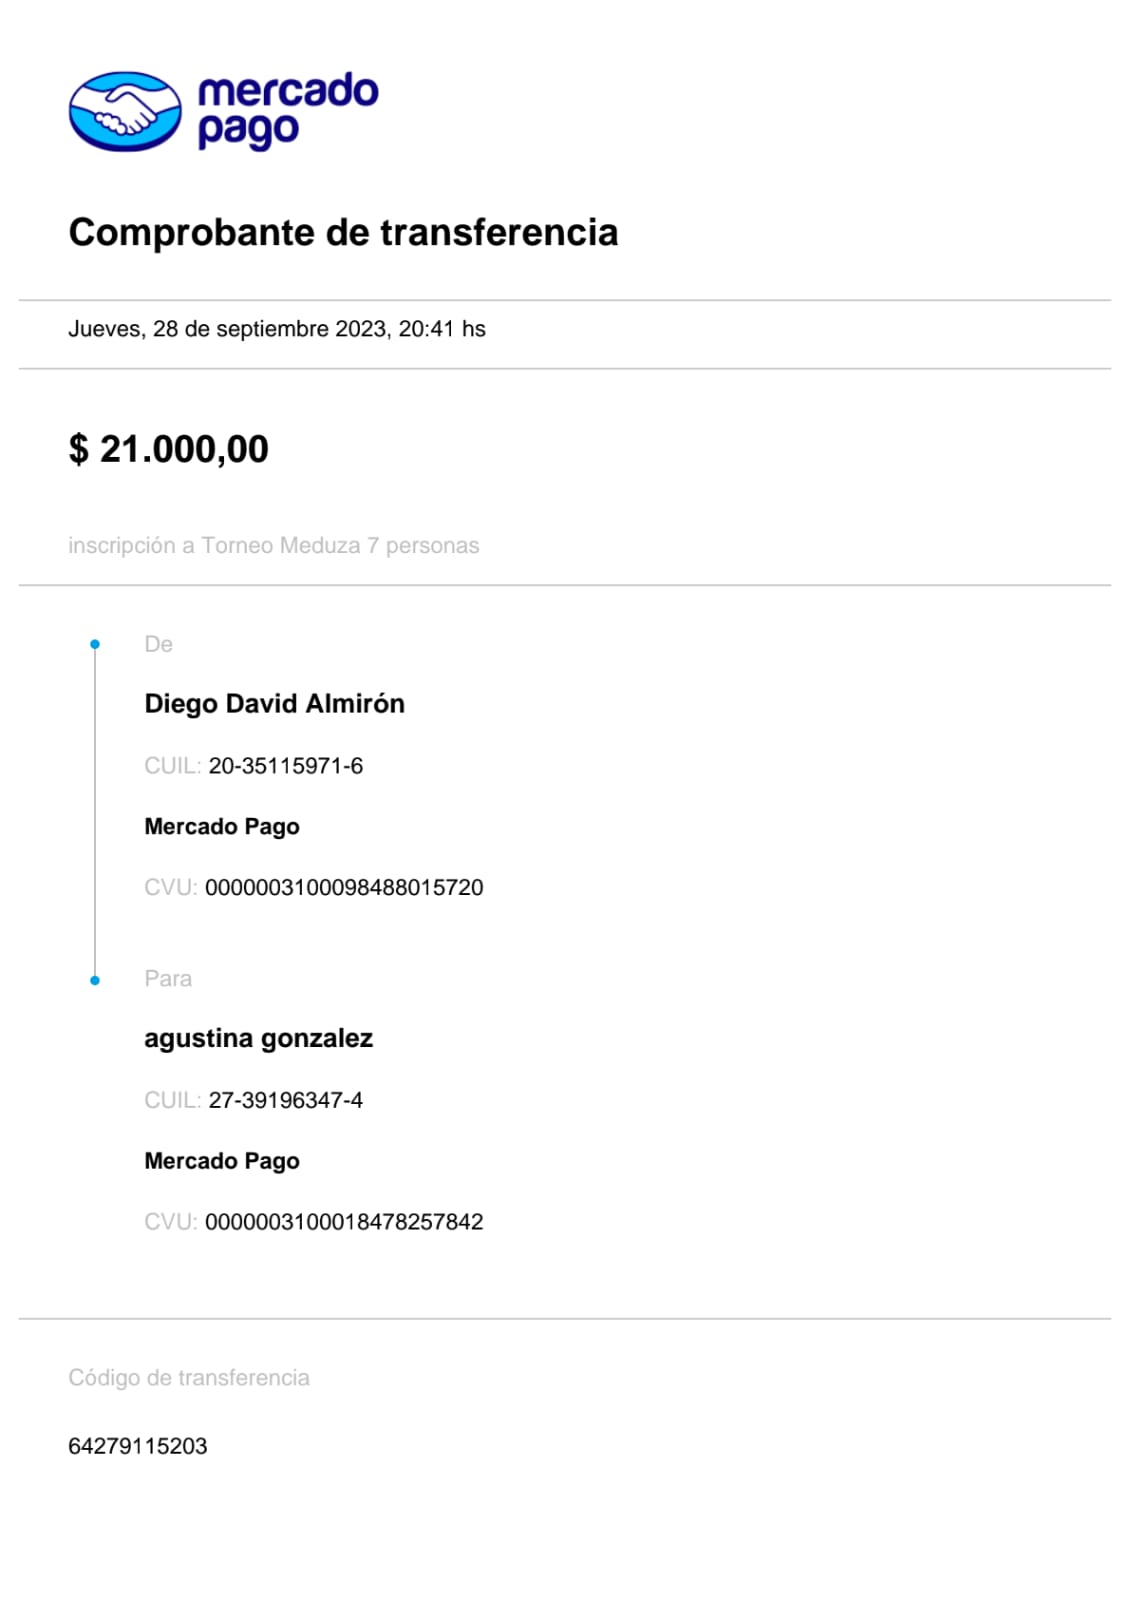 mercado
pago
Comprobante de transferencia
Jueves, 28 de septiembre 2023, 20:41 hs
$ 21.000,00
inscripción a Torneo Meduza 7 personas
De
Diego David Almirón
CUIL: 20-35115971-6
Mercado Pago
CVU: 0000003100098488015720
Para
agustina gonzalez
CUIL: 27-39196347-4
Mercado Pago
CVU: 0000003100018478257842
Código de transferencia
64279115203